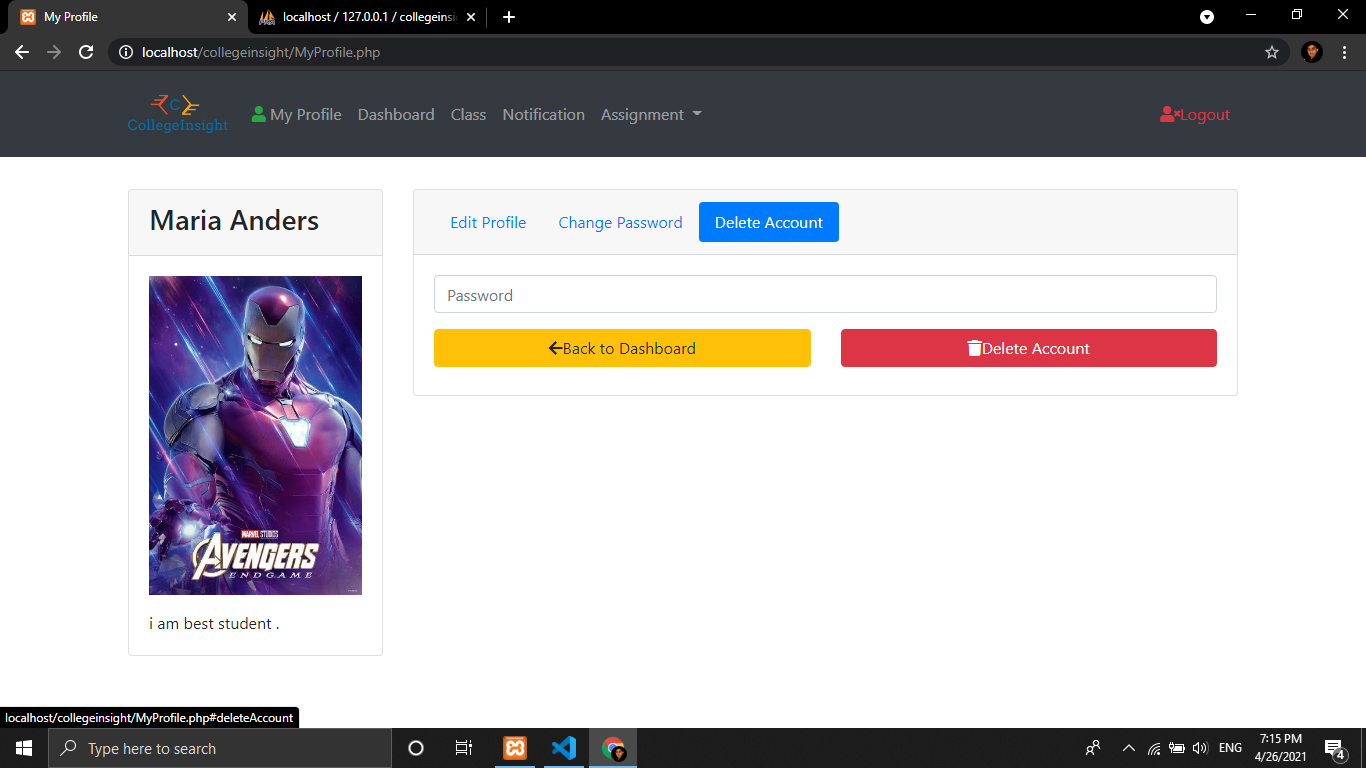 My Profile
localhost / 127.0.0.1 / collegeinsi
localhost/collegeinsight/MyProfile.php
CollegeInsight
My Profile Dashboard Class Notification Assignment
Logout
Maria Anders
Edit Profile Change Password Delete Account
Password
Back to Dashboard Delete Account
MARVEL STUDIOS
AVENGERS
ENDGAME
i am best student .
localhost/collegeinsight/MyProfile.php#deleteAccount
Type here to search
ENG
7:15 PM
4/26/2021
4